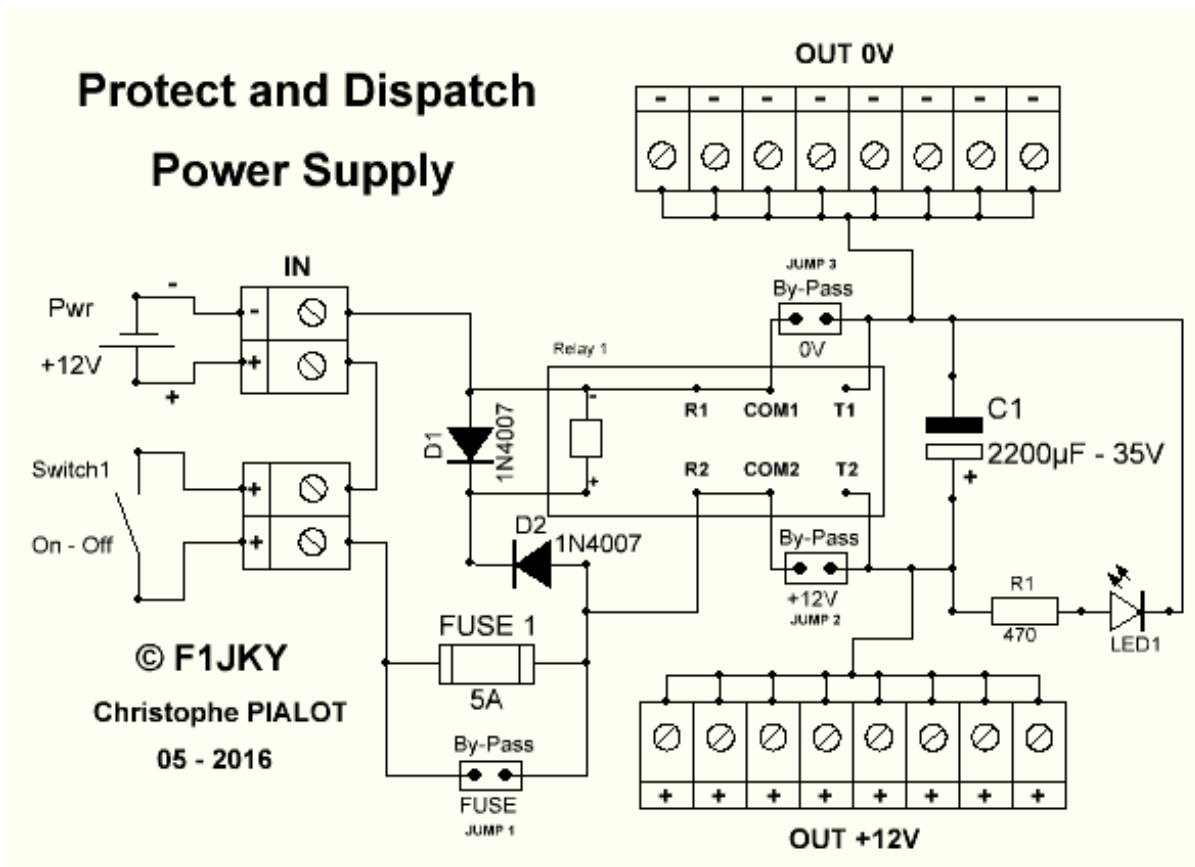 Protect and Dispatch
Power Supply
OUT 0V
- - - - - - - -
IN
Pwr
-
+12V
+
-
+
JUMP 3
By-Pass
0V
Relay 1
-
R1 COM1 T1
R2 COM2 T2
+
D1
1N4007
C1
2200µF - 35V
+
Switch1
On - Off
+
+
D2
1N4007
By-Pass
+12V
JUMP 2
R1
470
LED1
FUSE 1
5A
By-Pass
FUSE
JUMP 1
© F1JKY
Christophe PIALOT
05 - 2016
+ + + + + + + +
OUT +12V